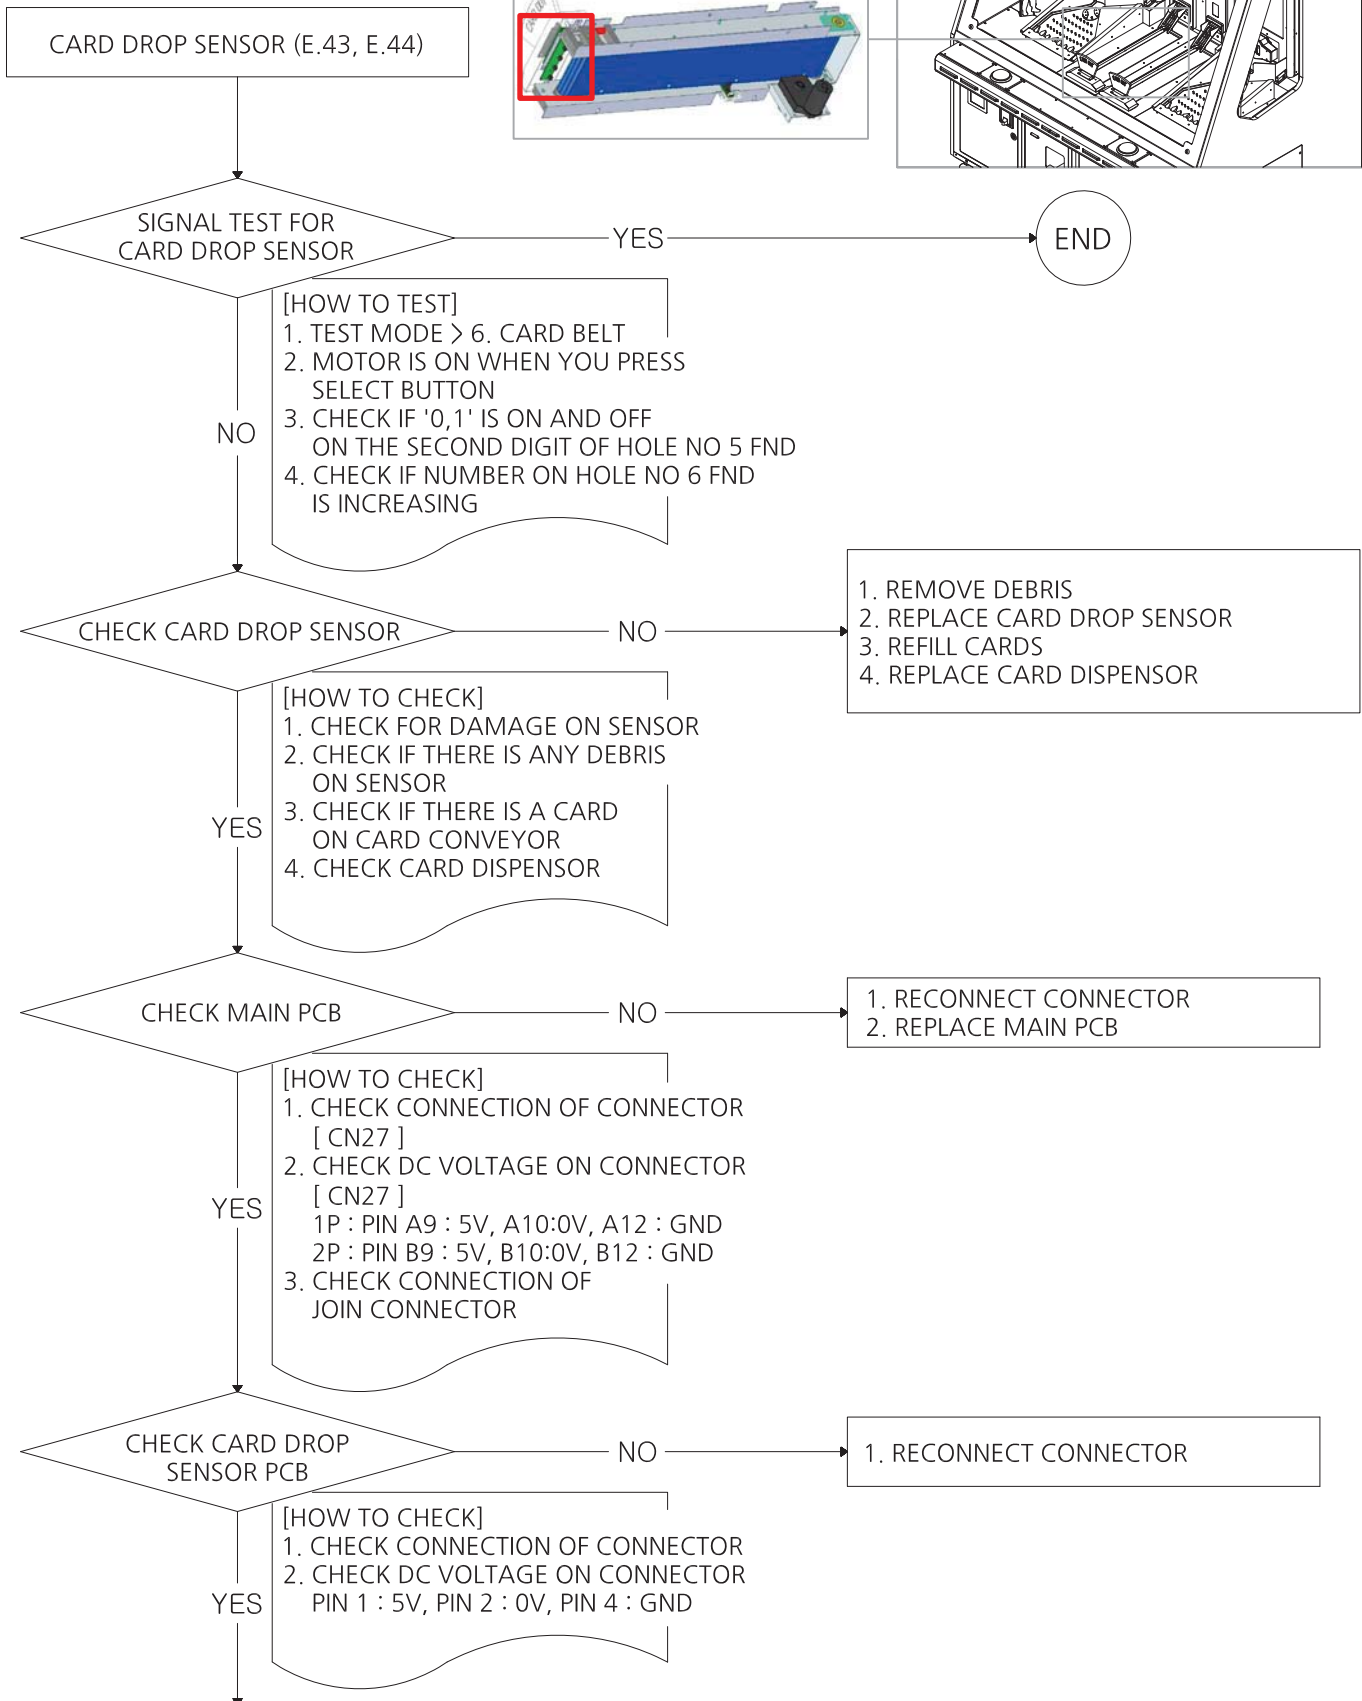 CARD DROP SENSOR (E.43, E.44)
SIGNAL TEST FOR
CARD DROP SENSOR
YES
END
[HOW TO TEST]
1. TEST MODE > 6. CARD BELT
2. MOTOR IS ON WHEN YOU PRESS
SELECT BUTTON
3. CHECK IF '0,1' IS ON AND OFF
ON THE SECOND DIGIT OF HOLE NO 5 FND
4. CHECK IF NUMBER ON HOLE NO 6 FND
IS INCREASING
NO
CHECK CARD DROP SENSOR
NO
1. REMOVE DEBRIS
2. REPLACE CARD DROP SENSOR
3. REFILL CARDS
4. REPLACE CARD DISPENSOR
[HOW TO CHECK]
1. CHECK FOR DAMAGE ON SENSOR
2. CHECK IF THERE IS ANY DEBRIS
ON SENSOR
3. CHECK IF THERE IS A CARD
ON CARD CONVEYOR
4. CHECK CARD DISPENSOR
YES
CHECK MAIN PCB
NO
1. RECONNECT CONNECTOR
2. REPLACE MAIN PCB
[HOW TO CHECK]
1. CHECK CONNECTION OF CONNECTOR
[ CN27 ]
2. CHECK DC VOLTAGE ON CONNECTOR
[ CN27 ]
1P : PIN A9 : 5V, A10:0V, A12 : GND
2P : PIN B9 : 5V, B10:0V, B12 : GND
3. CHECK CONNECTION OF
JOIN CONNECTOR
YES
CHECK CARD DROP
SENSOR PCB
NO
1. RECONNECT CONNECTOR
[HOW TO CHECK]
1. CHECK CONNECTION OF CONNECTOR
2. CHECK DC VOLTAGE ON CONNECTOR
PIN 1 : 5V, PIN 2 : 0V, PIN 4 : GND
YES